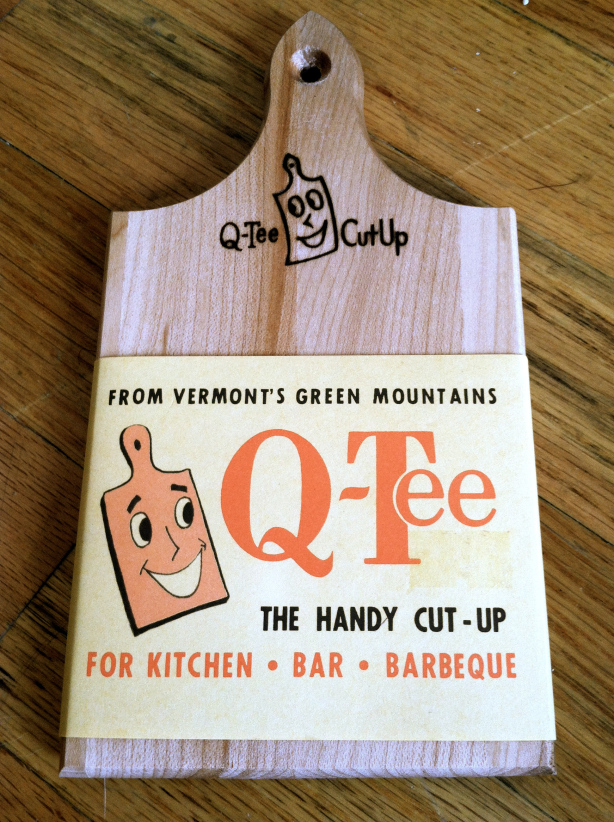 Q-Tee CutUp
FROM VERMONT'S GREEN MOUNTAINS
Q-Tee
THE HANDY CUT-UP
FOR KITCHEN • BAR • BARBEQUE